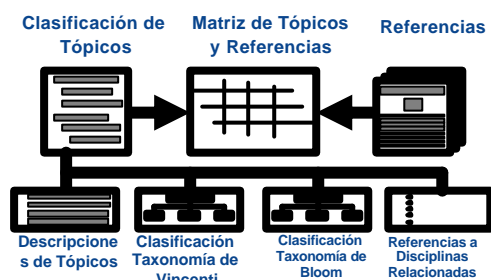 Clasificación de
Tópicos
Matriz de Tópicos
y Referencias
Referencias
Descripcione
s de Tópicos
Clasificación
Taxonomía de
Vincenti
Clasificación
Taxonomía de
Bloom
Referencias a
Disciplinas
Relacionadas